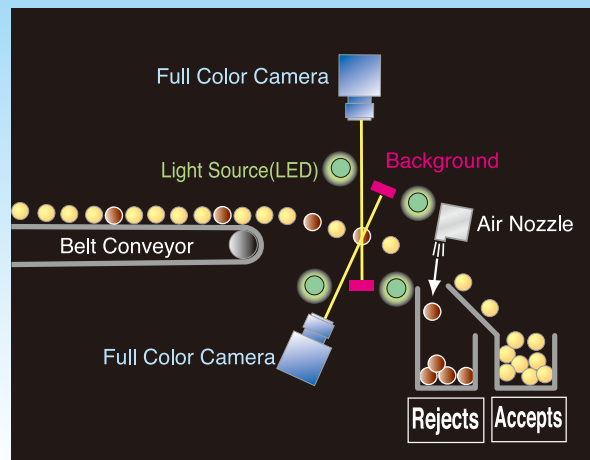 Full Color Camera
Light Source(LED)
Background
Air Nozzle
Belt Conveyor
Full Color Camera
Rejects
Accepts